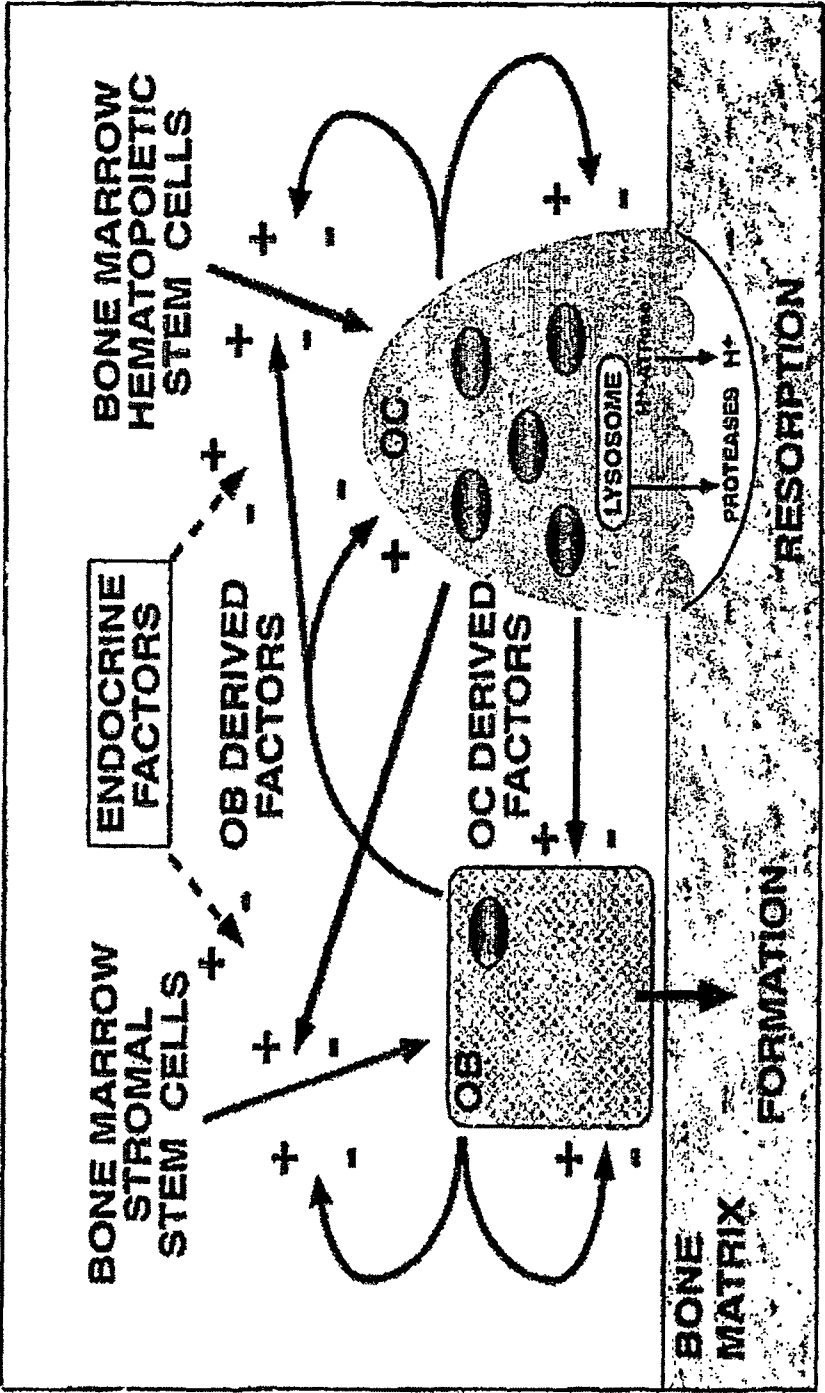 BONE MARROW
STROMAL
STEM CELLS
ENDOCRINE
FACTORS
BONE MARROW
HEMATOPOIETIC
STEM CELLS
+
-
+
-
OB DERIVED
FACTORS
+
-
+
-
+
-
+
-
+
-
OC DERIVED
FACTORS
+
-
OB
OC
+
-
+
-
LYSOSOME
H+-ATPase
PROTEASES H+
BONE
MATRIX
FORMATION
RESORPTION